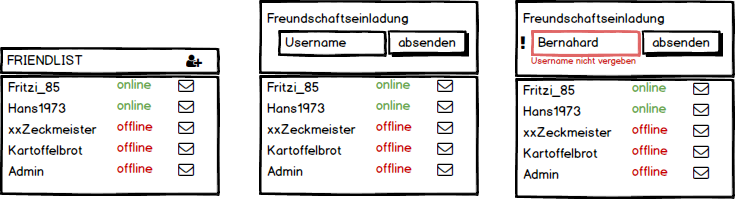 FRIENDLIST
Fritzi_85 online
Hans1973 online
xxZeckmeister offline
Kartoffelbrot offline
Admin offline
Freundschaftseinladung
Username absenden
Fritzi_85 online
Hans1973 online
xxZeckmeister offline
Kartoffelbrot offline
Admin offline
Freundschaftseinladung
! Bernahard absenden
Username nicht vergeben
Fritzi_85 online
Hans1973 online
xxZeckmeister offline
Kartoffelbrot offline
Admin offline